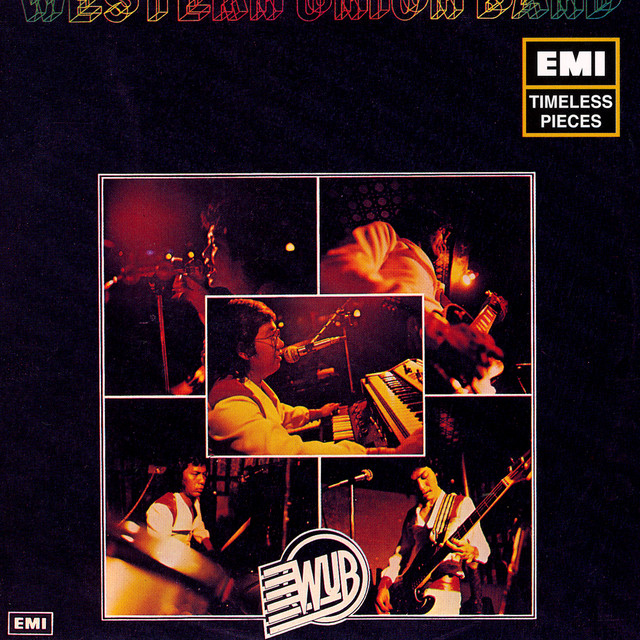 WESTERN UNION BAND
EMI
TIMELESS
PIECES
WUB
EMI